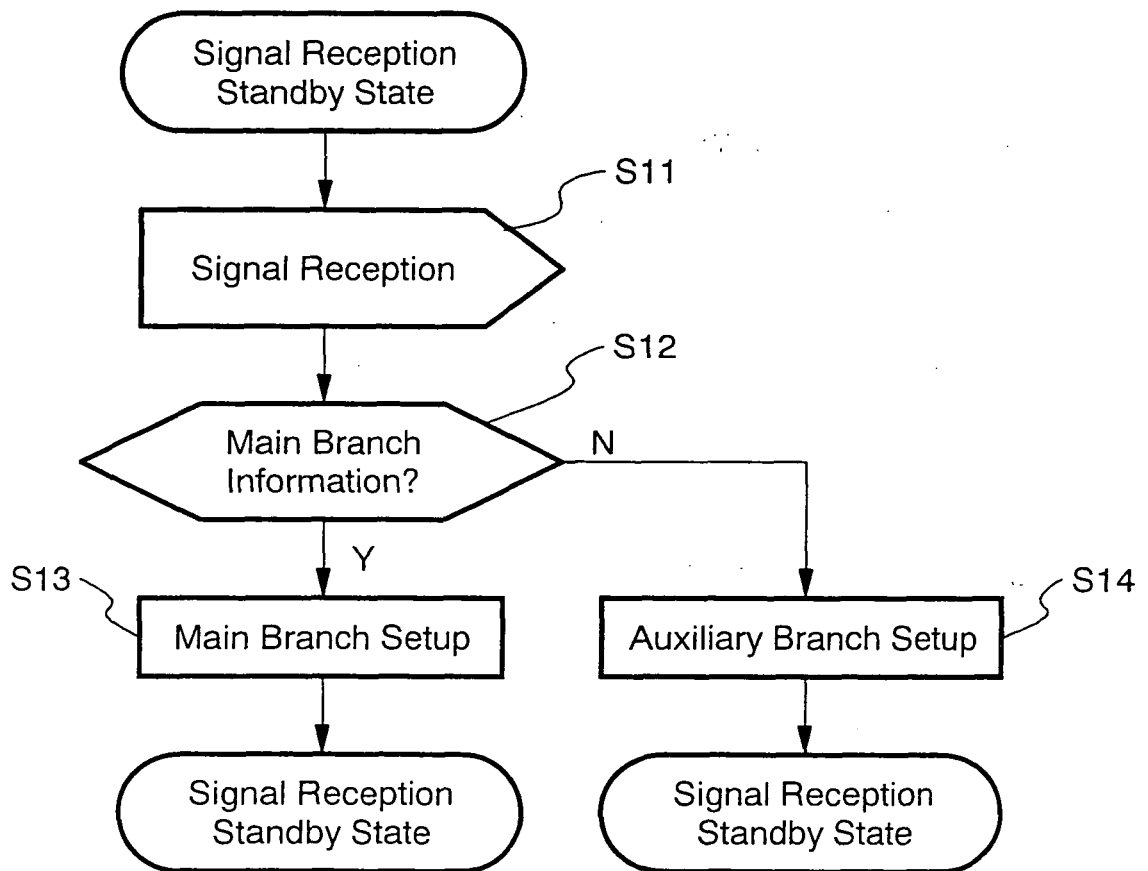 Signal Reception
Standby State
S11
Signal Reception
S12
Main Branch
Information?
N
Y
S13
Main Branch Setup
S14
Auxiliary Branch Setup
Signal Reception
Standby State
Signal Reception
Standby State